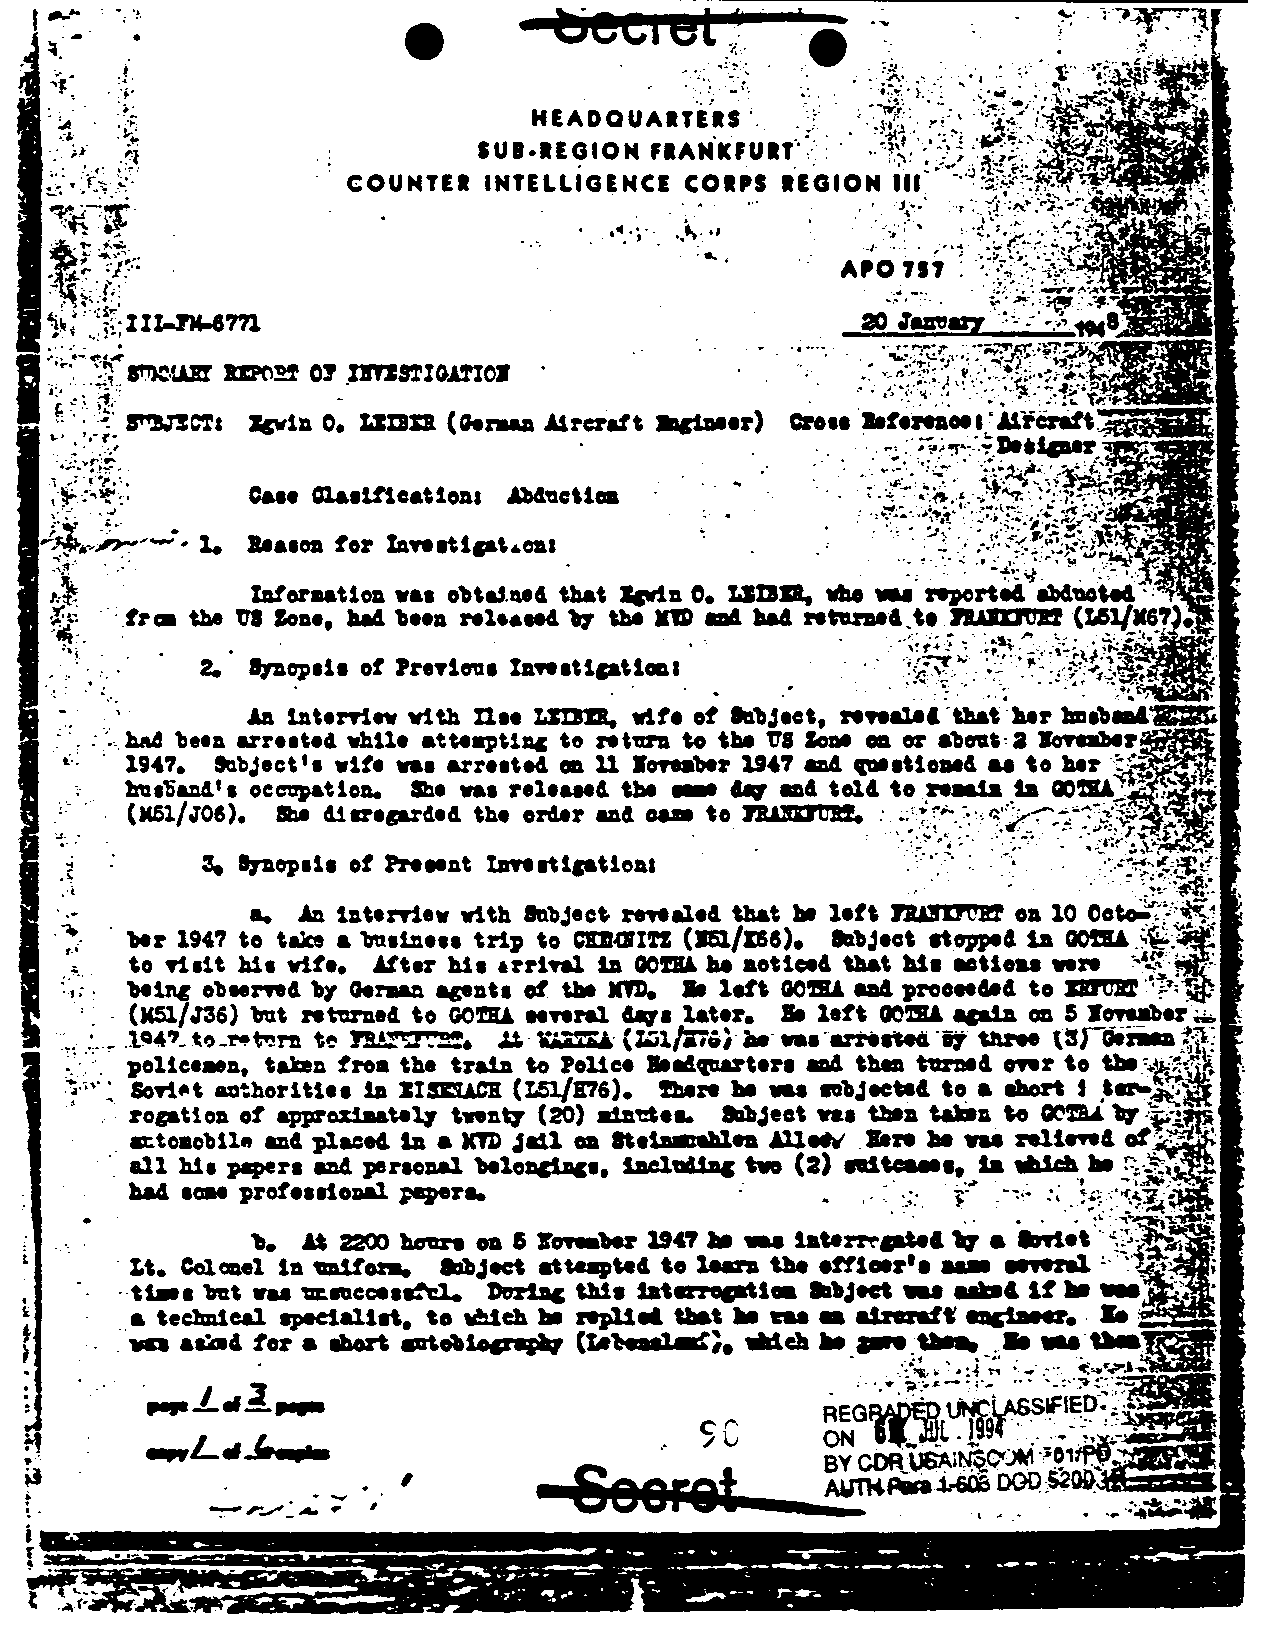 Secret
HEADQUARTERS
SUB-REGION FRANKFURT
COUNTER INTELLIGENCE CORPS REGION III
APO 757
III-FM-6771
20 January 1948
SUMMARY REPORT OF INVESTIGATION
SUBJECT: Egwin O. LEIBER (German Aircraft Engineer) Cross Reference: Aircraft
Designer
Case Clasification: Abduction
1. Reason for Investigation:
Information was obtained that Egwin O. LEIBER, who was reported abducted
from the US Zone, had been released by the MVD and had returned to FRANKFURT (L51/M67).
2. Synopsis of Previous Investigation:
An interview with Ilse LEIBER, wife of Subject, revealed that her husband
had been arrested while attempting to return to the US Zone on or about 2 November
1947. Subject's wife was arrested on 11 November 1947 and questioned as to her
husband's occupation. She was released the same day and told to remain in GOTHA
(M51/J06). She disregarded the order and came to FRANKFURT.
3. Synopsis of Present Investigation:
a. An interview with Subject revealed that he left FRANKFURT on 10 Octo-
ber 1947 to take a business trip to CHEMNITZ (N51/K66). Subject stopped in GOTHA
to visit his wife. After his arrival in GOTHA he noticed that his actions were
being observed by German agents of the MVD. He left GOTHA and proceeded to ERFURT
(M51/J36) but returned to GOTHA several days later. He left GOTHA again on 5 November
1947 to return to FRANKFURT. At WARTHA (L51/H76) he was arrested by three (3) German
policemen, taken from the train to Police Headquarters and then turned over to the
Soviet authorities in EISENACH (L51/H76). There he was subjected to a short inter-
rogation of approximately twenty (20) minutes. Subject was then taken to GOTHA by
automobile and placed in a MVD jail on Steinmuehlen Allee. Here he was relieved of
all his papers and personal belongings, including two (2) suitcases, in which he
had some professional papers.
b. At 2200 hours on 5 November 1947 he was interrogated by a Soviet
Lt. Colonel in uniform. Subject attempted to learn the officer's name several
times but was unsuccessful. During this interrogation Subject was asked if he was
a technical specialist, to which he replied that he was an aircraft engineer. He
was asked for a short autobiography (Lebenslauf), which he gave them. He was then
page 1 of 3 pages
copy 1 of 6 copies
90
REGRADED UNCLASSIFIED
ON JUL 1994
BY CDR USAINSCOM F01/PO
AUTH Para 1-603 DOD 5200.1R
Secret